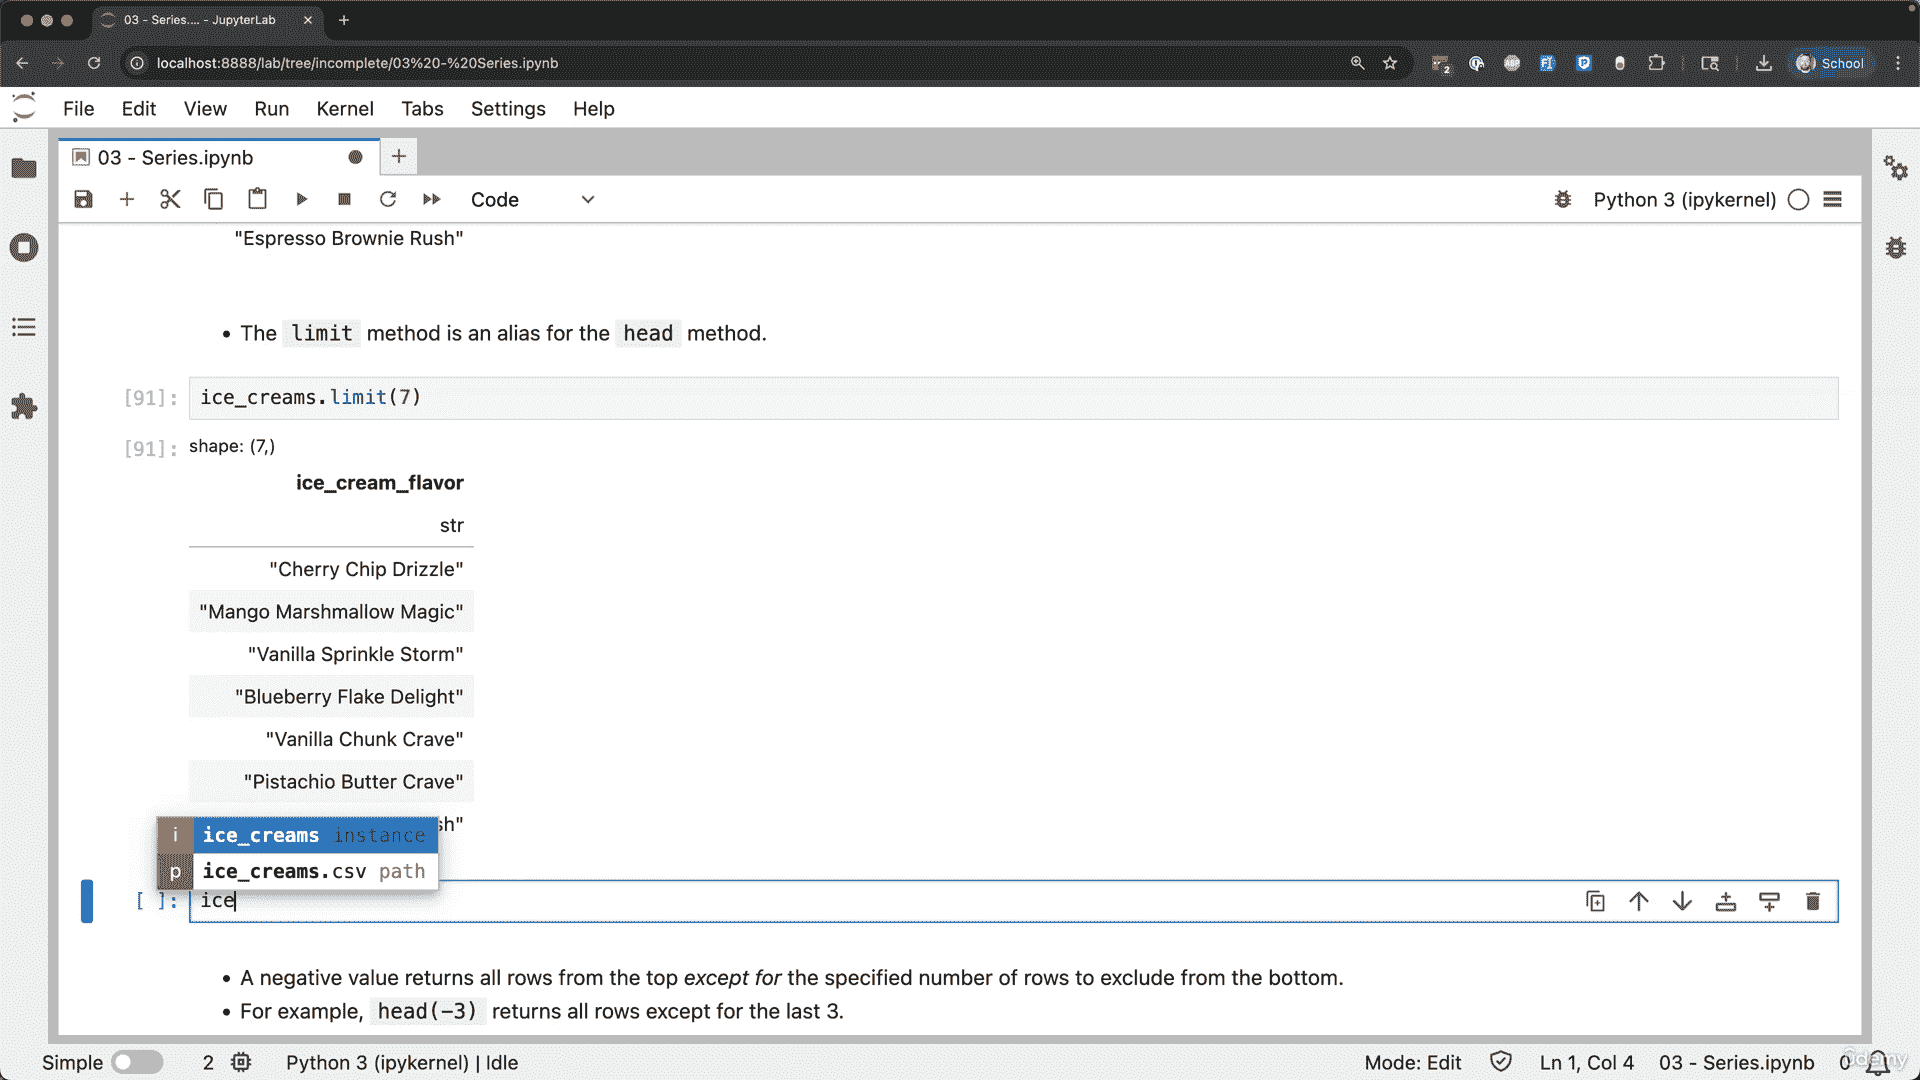 03 - Series.... - JupyterLab
localhost:8888/lab/tree/incomplete/03%20-%20Series.ipynb
2
ABP
School
File Edit View Run Kernel Tabs Settings Help
03 - Series.ipynb
Code
Python 3 (ipykernel)
"Espresso Brownie Rush"
• The limit method is an alias for the head method.
[91]: ice_creams.limit(7)
[91]: shape: (7,)
ice_cream_flavor
str
"Cherry Chip Drizzle"
"Mango Marshmallow Magic"
"Vanilla Sprinkle Storm"
"Blueberry Flake Delight"
"Vanilla Chunk Crave"
"Pistachio Butter Crave"
sh"
i ice_creams instance
p ice_creams.csv path
[ ]: ice
• A negative value returns all rows from the top except for the specified number of rows to exclude from the bottom.
• For example, head(-3) returns all rows except for the last 3.
Simple 2 Python 3 (ipykernel) | Idle Mode: Edit Ln 1, Col 4 03 - Series.ipynb 0
Udemy